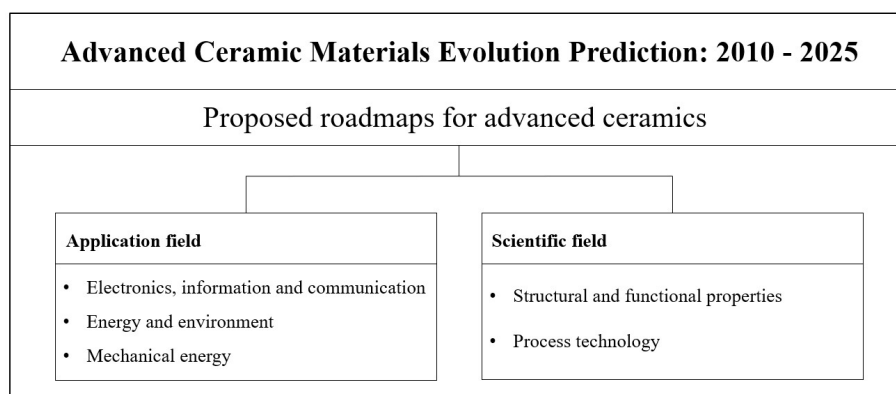 Advanced Ceramic Materials Evolution Prediction: 2010 - 2025
Proposed roadmaps for advanced ceramics
Application field
• Electronics, information and communication
• Energy and environment
• Mechanical energy
Scientific field
• Structural and functional properties
• Process technology